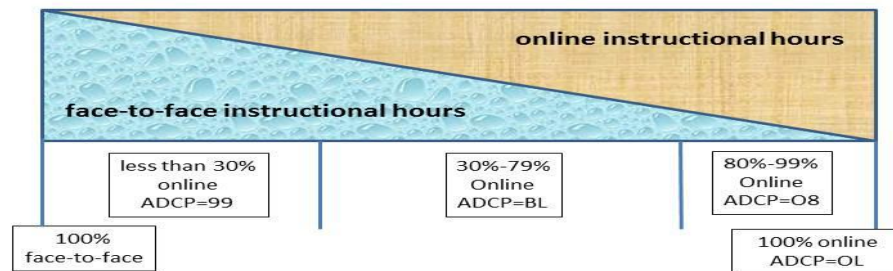 online instructional hours
face-to-face instructional hours
less than 30%
online
ADCP=99
30%-79%
Online
ADCP=BL
80%-99%
Online
ADCP=O8
100%
face-to-face
100% online
ADCP=OL